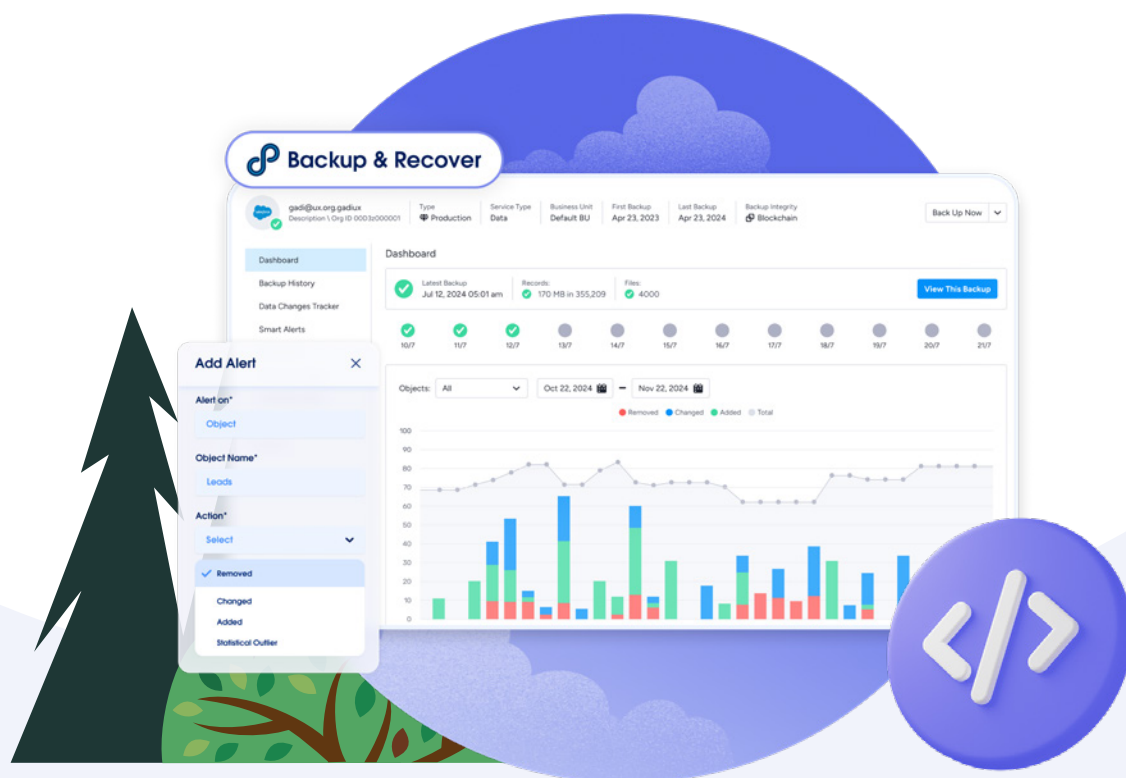 Backup & Recover
gadi@ux.org.gadiux
Description \ Org ID 00D3z000001
Type
Production
Service Type
Data
Business Unit
Default BU
First Backup
Apr 23, 2023
Last Backup
Apr 23, 2024
Backup Integrity
Blockchain
Back Up Now
Dashboard
Backup History
Data Changes Tracker
Smart Alerts
Dashboard
Latest Backup
Jul 12, 2024 05:01 am
Records:
170 MB in 355,209
Files:
4000
View This Backup
10/7 11/7 12/7 13/7 14/7 15/7 16/7 17/7 18/7 19/7 20/7 21/7
Objects: All Oct 22, 2024 – Nov 22, 2024
Removed Changed Added Total
100
90
80
70
60
50
40
30
20
10
0
Add Alert
Alert on*
Object
Object Name*
Leads
Action*
Select
Removed
Changed
Added
Statistical Outlier
</>